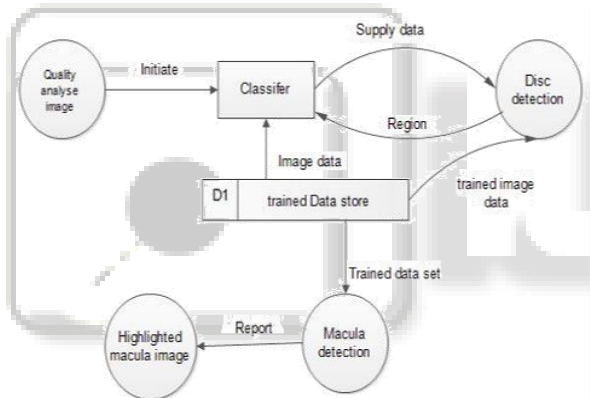 Supply data
Quality
analyse
image
Initiate
Classifer
Disc
detection
Region
Image data
D1
trained Data store
trained image
data
Trained data set
Highlighted
macula image
Report
Macula
detection